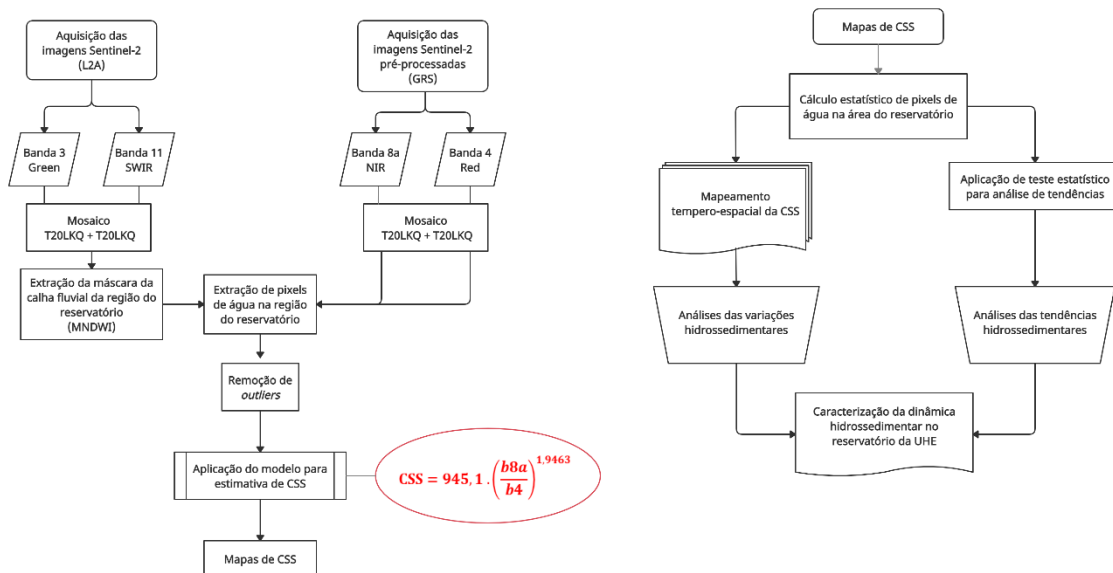 Aquisição das
imagens Sentinel-2
(L2A)
Aquisição das
imagens Sentinel-2
pré-processadas
(GRS)
Banda 3
Green
Banda 11
SWIR
Banda 8a
NIR
Banda 4
Red
Mosaico
T20LKQ + T20LKQ
Mosaico
T20LKQ + T20LKQ
Extração da máscara da
calha fluvial da região do
reservatório
(MNDWI)
Extração de pixels
de água na região
do reservatório
Remoção de
outliers
Aplicação do modelo para
estimativa de CSS
CSS = 945,1 . (b8a/b4)^1,9463
Mapas de CSS
Mapas de CSS
Cálculo estatístico de pixels de
água na área do reservatório
Mapeamento
tempero-espacial da CSS
Aplicação de teste estatístico
para análise de tendências
Análises das variações
hidrossedimentares
Análises das tendências
hidrossedimentares
Caracterização da dinâmica
hidrossedimentar no
reservatório da UHE